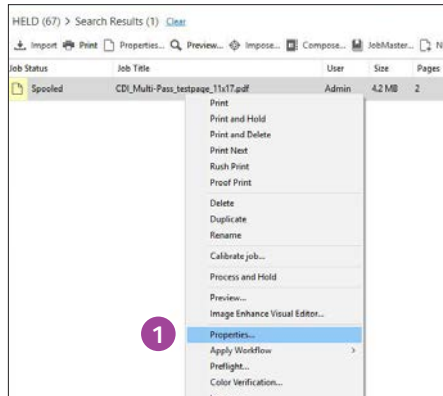 HELD (67) > Search Results (1) Clear
Import Print Properties... Preview... Impose... Compose... JobMaster... N
Job Status Job Title User Size Pages
Spooled CDI_Multi-Pass_testpage_11x17.pdf Admin 4.2 MB 2
Print
Print and Hold
Print and Delete
Print Next
Rush Print
Proof Print
Delete
Duplicate
Rename
Calibrate job...
Process and Hold
Preview...
Image Enhance Visual Editor...
1
Properties...
Apply Workflow >
Preflight...
Color Verification...